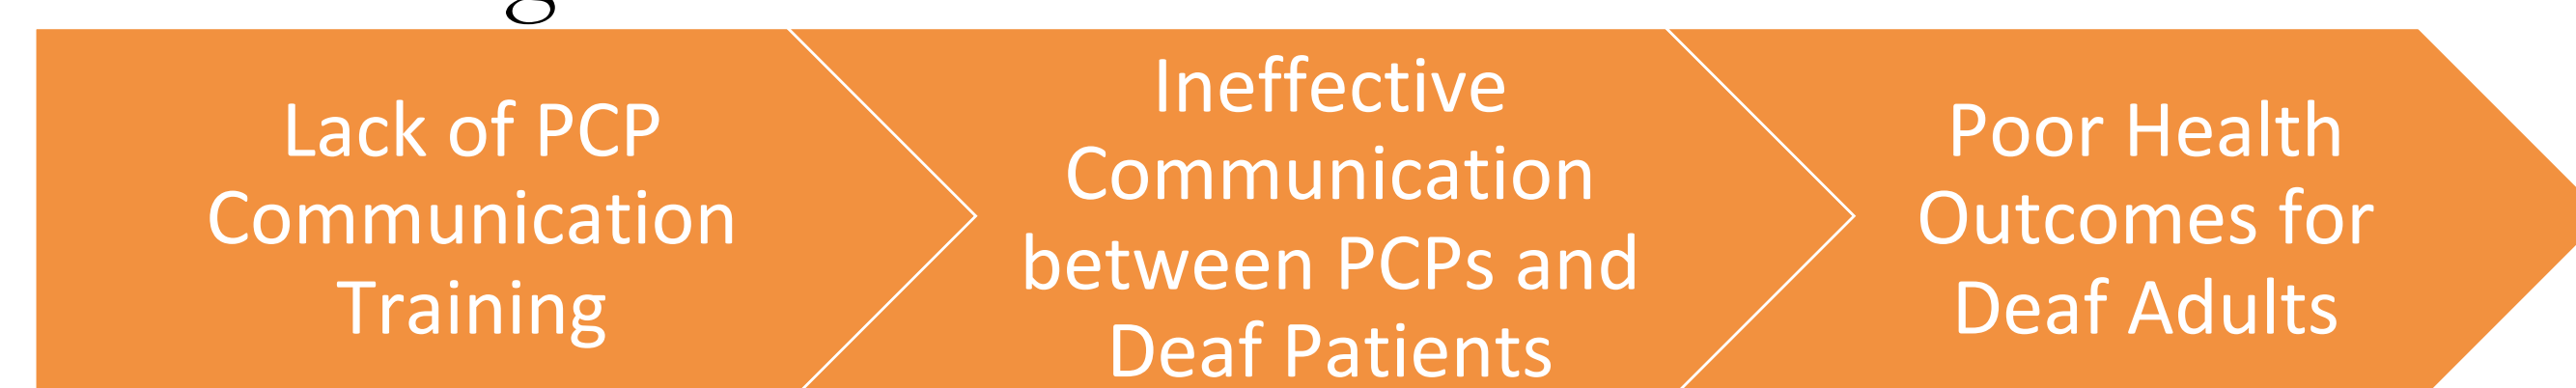 Lack of PCP
Communication
Training
Ineffective
Communication
between PCPs and
Deaf Patients
Poor Health
Outcomes for
Deaf Adults